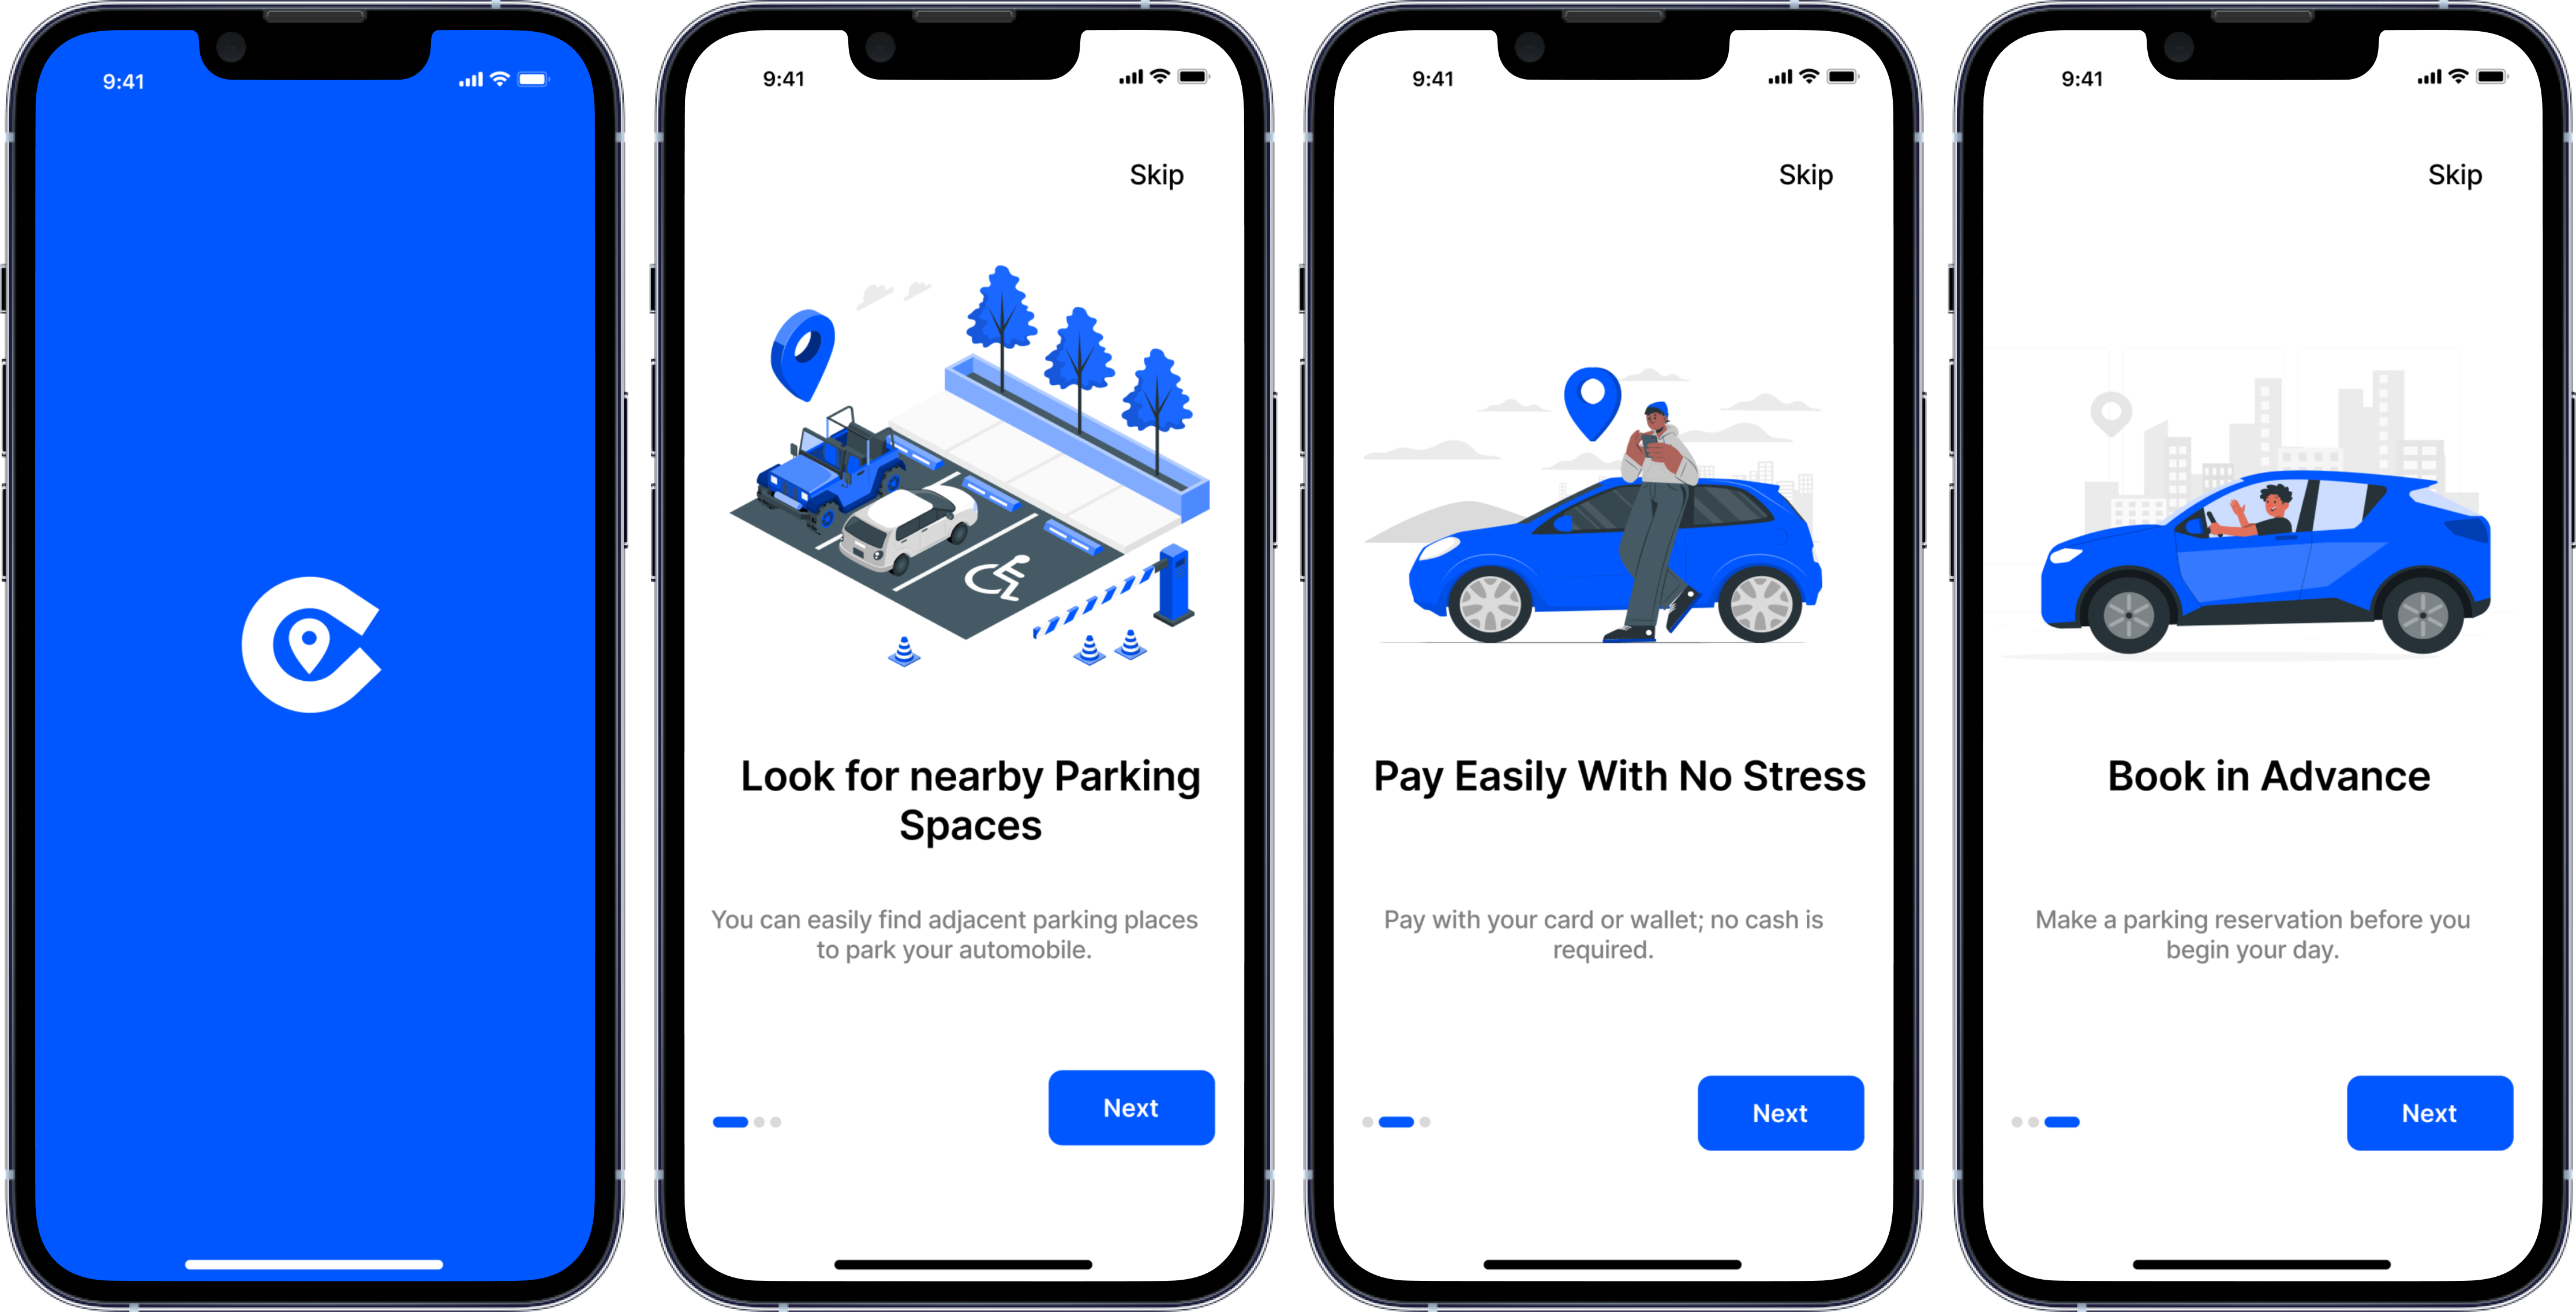 9:41
9:41
Skip
Look for nearby Parking
Spaces
You can easily find adjacent parking places
to park your automobile.
Next
9:41
Skip
Pay Easily With No Stress
Pay with your card or wallet; no cash is
required.
Next
9:41
Skip
Book in Advance
Make a parking reservation before you
begin your day.
Next